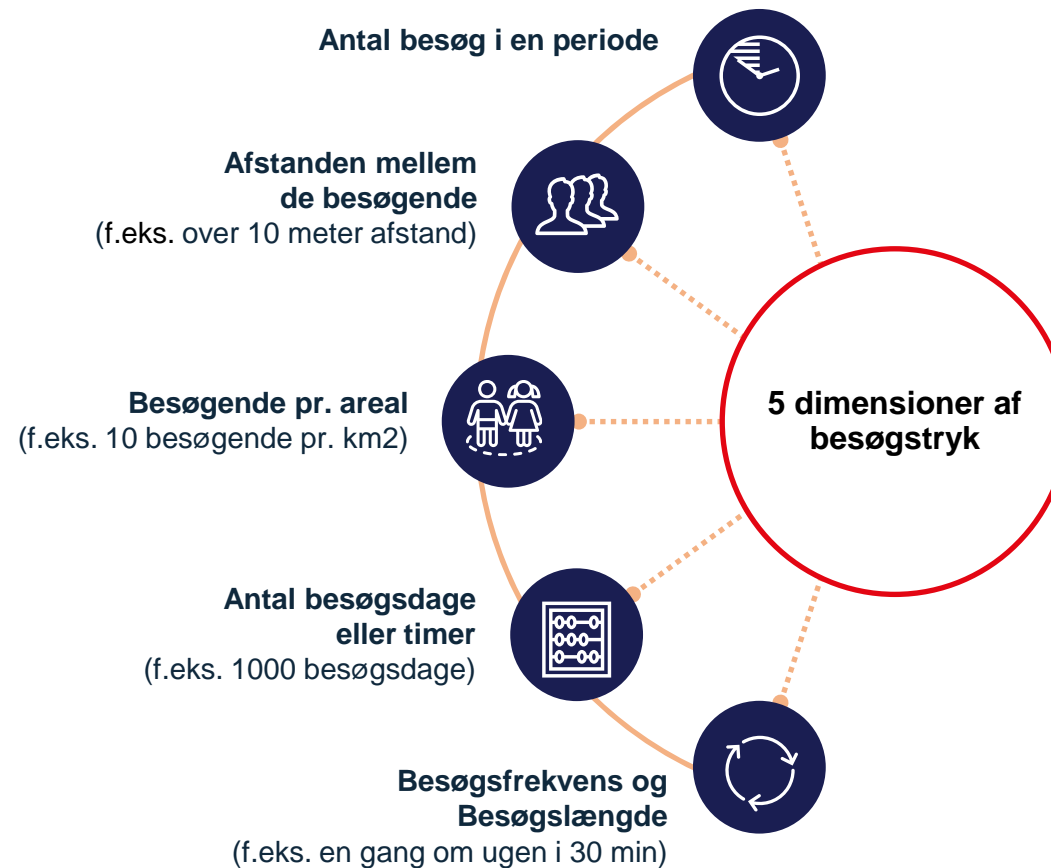 Antal besøg i en periode
Afstanden mellem
de besøgende
(f.eks. over 10 meter afstand)
Besøgende pr. areal
(f.eks. 10 besøgende pr. km2)
5 dimensioner af
besøgstryk
Antal besøgsdage
eller timer
(f.eks. 1000 besøgsdage)
Besøgsfrekvens og
Besøgslængde
(f.eks. en gang om ugen i 30 min)